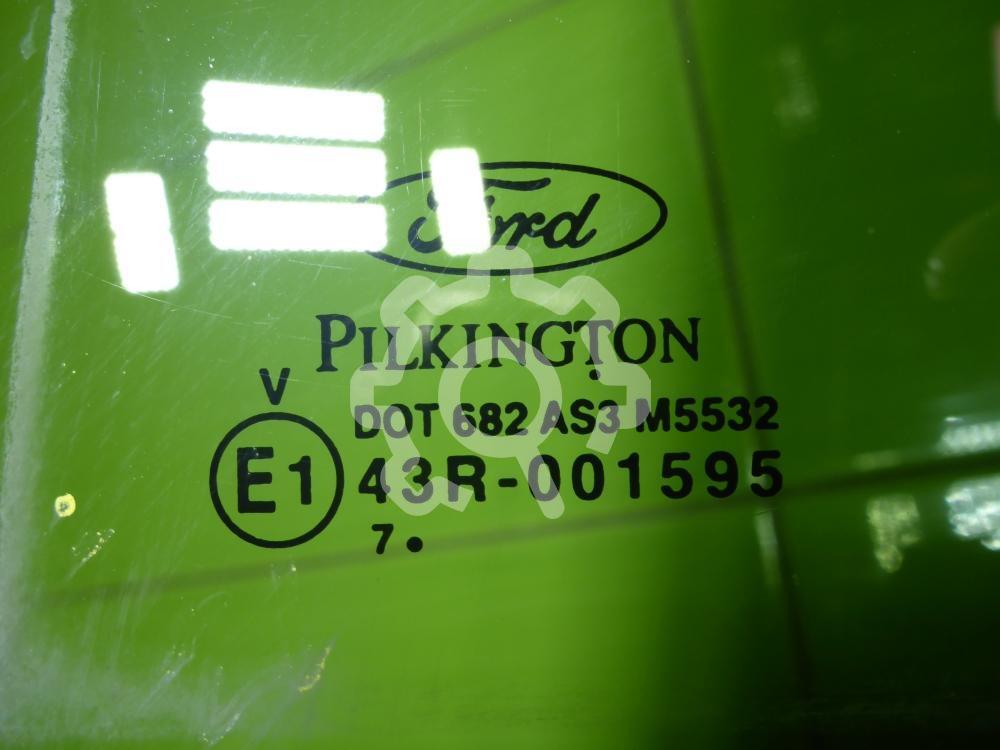 Ford
PILKINGTON
V
DOT 682 AS3 M5532
E1 43R-001595
7.